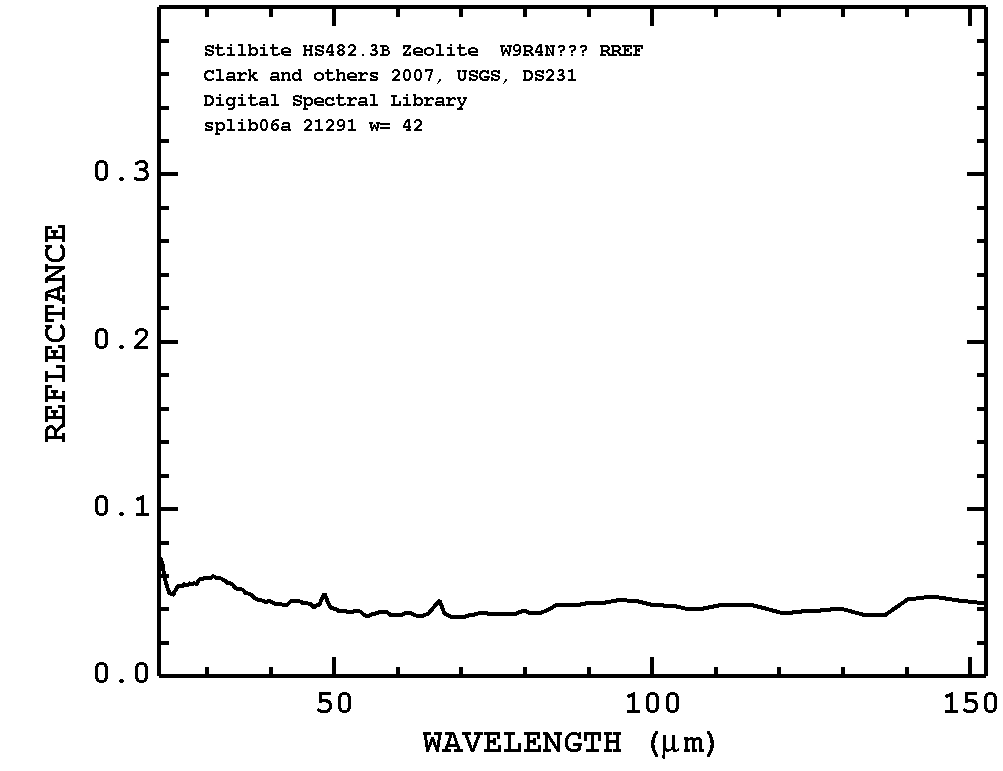 Stilbite HS482.3B Zeolite  W9R4N??? RREF
Clark and others 2007, USGS, DS231
Digital Spectral Library
splib06a 21291 w= 42
0.3
0.2
0.1
0.0
REFLECTANCE
50
100
150
WAVELENGTH (μm)